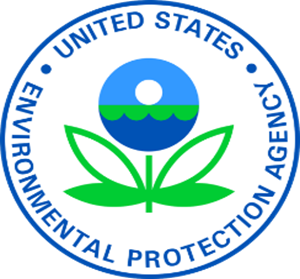 UNITED STATES
ENVIRONMENTAL PROTECTION AGENCY